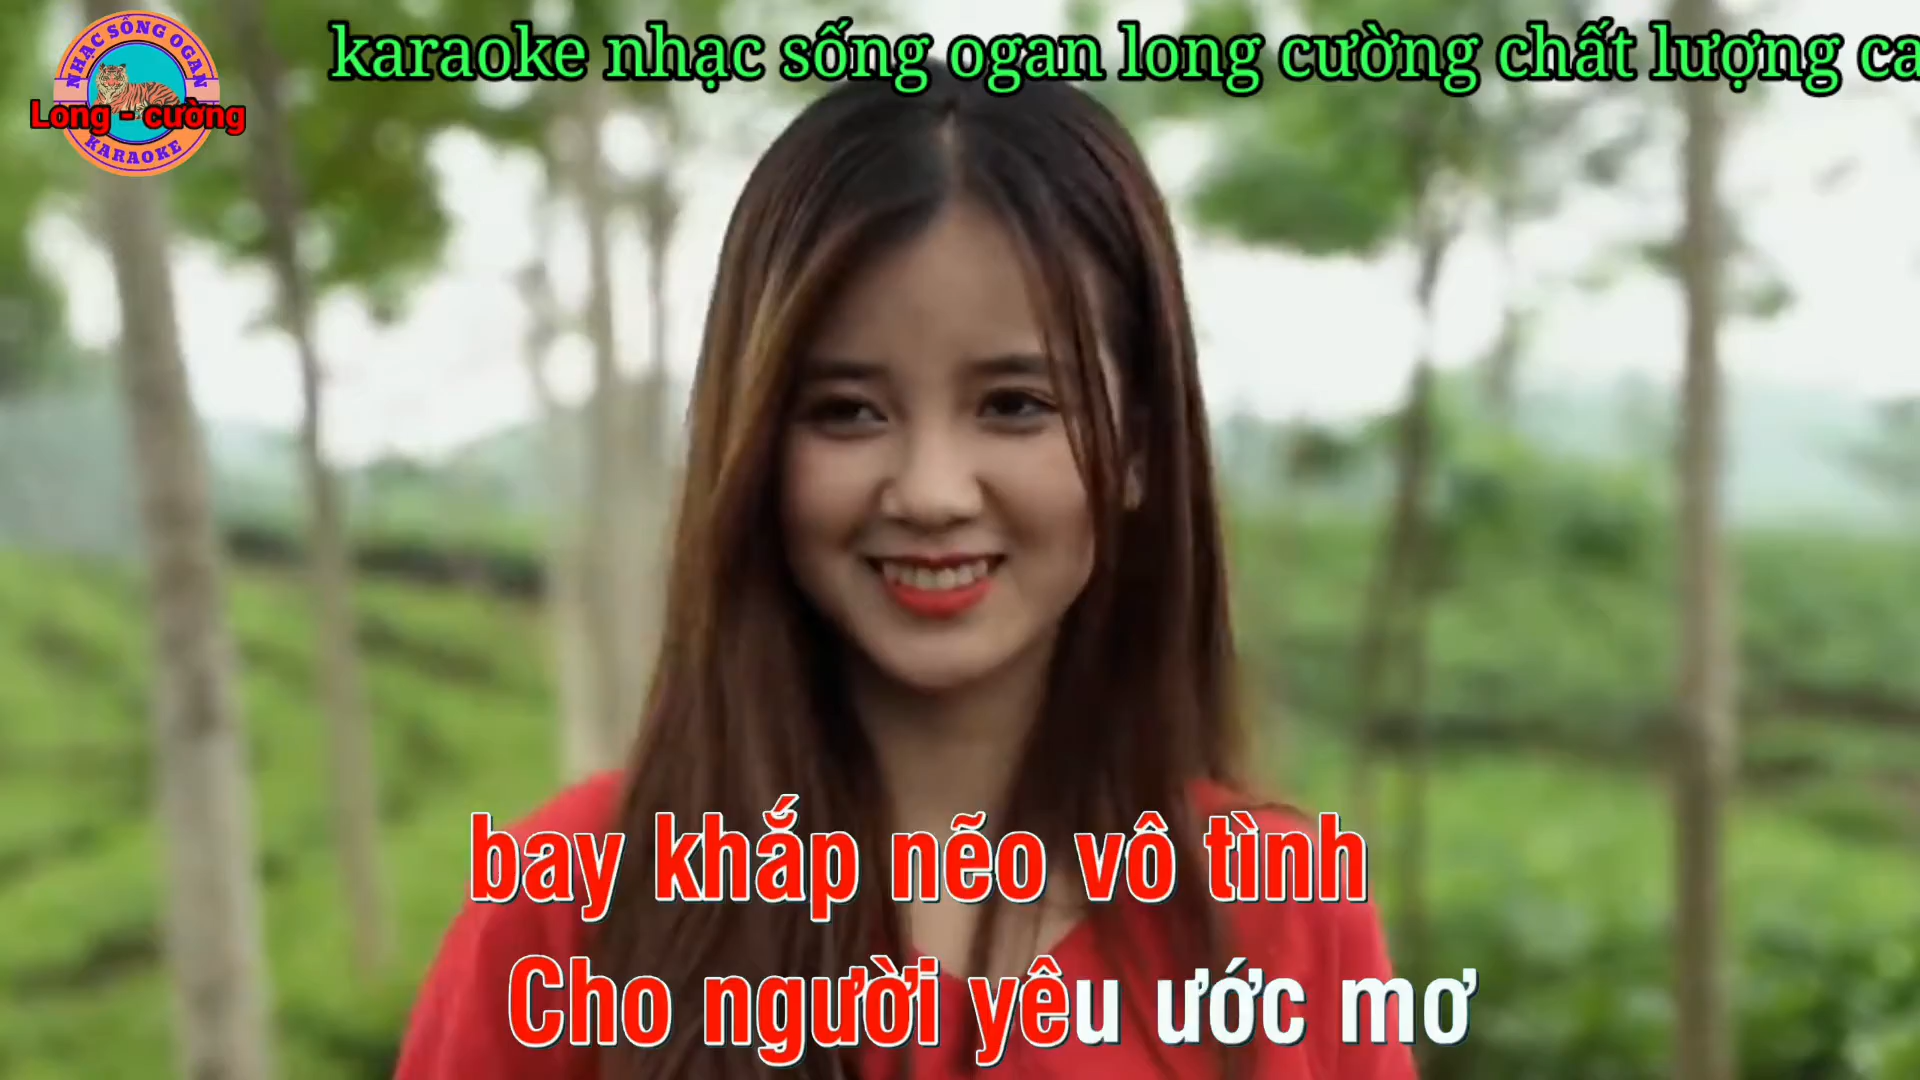 NHẠC SỐNG OGAN
Long - cường
KARAOKE
karaoke nhạc sống ogan long cường chất lượng ca
bay khắp nẽo vô tình
Cho người yêu ước mơ